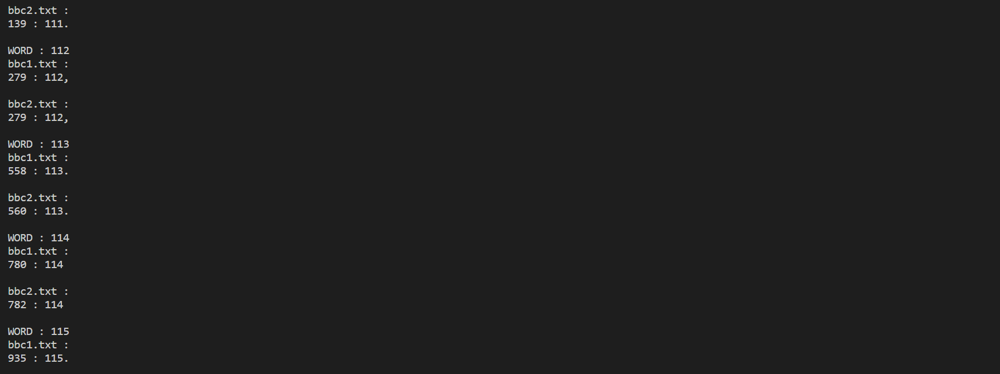 bbc2.txt :
139 : 111.
WORD : 112
bbc1.txt :
279 : 112,
bbc2.txt :
279 : 112,
WORD : 113
bbc1.txt :
558 : 113.
bbc2.txt :
560 : 113.
WORD : 114
bbc1.txt :
780 : 114
bbc2.txt :
782 : 114
WORD : 115
bbc1.txt :
935 : 115.